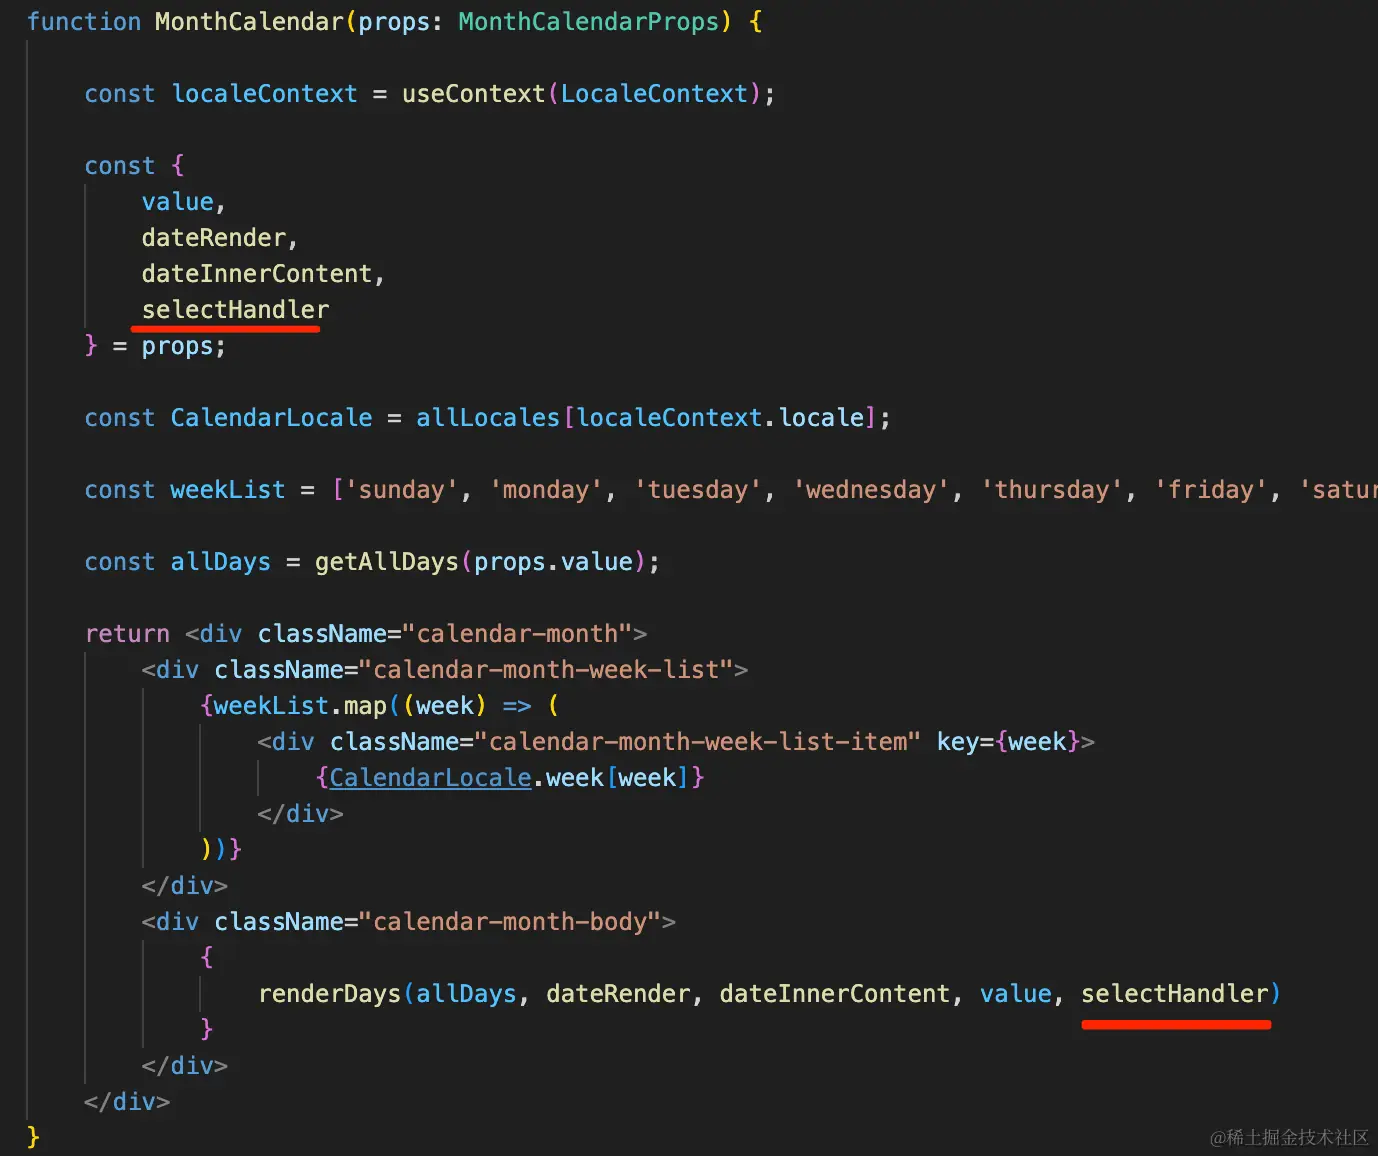 function MonthCalendar(props: MonthCalendarProps) {
const localeContext = useContext(LocaleContext);
const {
value,
dateRender,
dateInnerContent,
selectHandler
} = props;
const CalendarLocale = allLocales[localeContext.locale];
const weekList = ['sunday', 'monday', 'tuesday', 'wednesday', 'thursday', 'friday', 'satur
const allDays = getAllDays(props.value);
return <div className="calendar-month">
<div className="calendar-month-week-list">
{weekList.map((week) => (
<div className="calendar-month-week-list-item" key={week}>
{CalendarLocale.week[week]}
</div>
))}
</div>
<div className="calendar-month-body">
{
renderDays(allDays, dateRender, dateInnerContent, value, selectHandler)
}
</div>
</div>
}
@稀土掘金技术社区